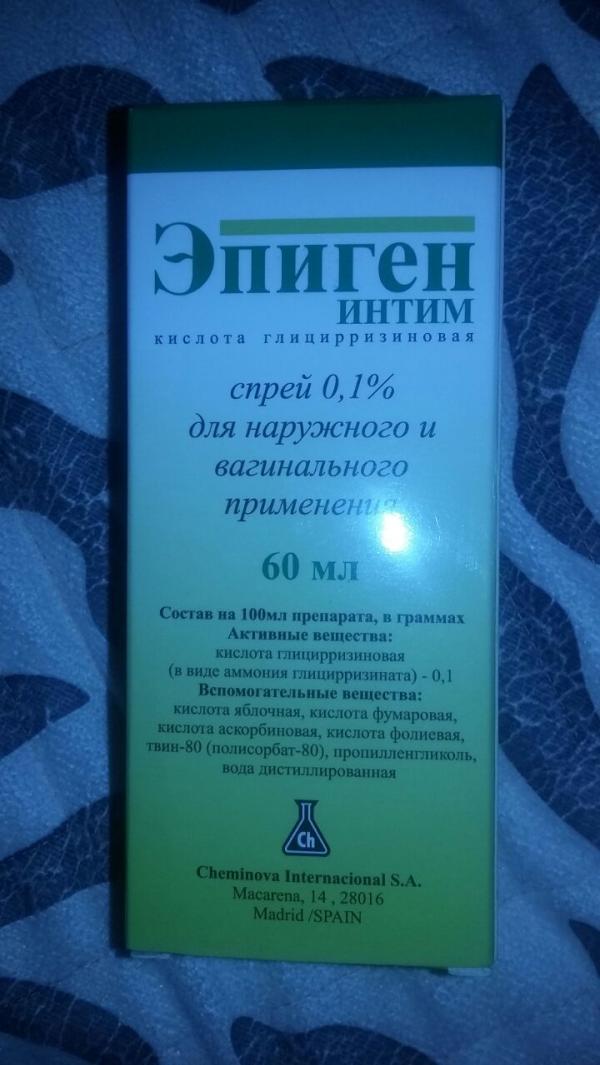 Эпиген
ИНТИМ
кислота глицирризиновая
спрей 0,1%
для наружного и
вагинального
применения
60 мл
Состав на 100мл препарата, в граммах
Активные вещества:
кислота глицирризиновая
(в виде аммония глицирризината) - 0,1
Вспомогательные вещества:
кислота яблочная, кислота фумаровая,
кислота аскорбиновая, кислота фолиевая,
твин-80 (полисорбат-80), пропилленгликоль,
вода дистиллированная
Ch
Cheminova Internacional S.A.
Macarena, 14 , 28016
Madrid /SPAIN